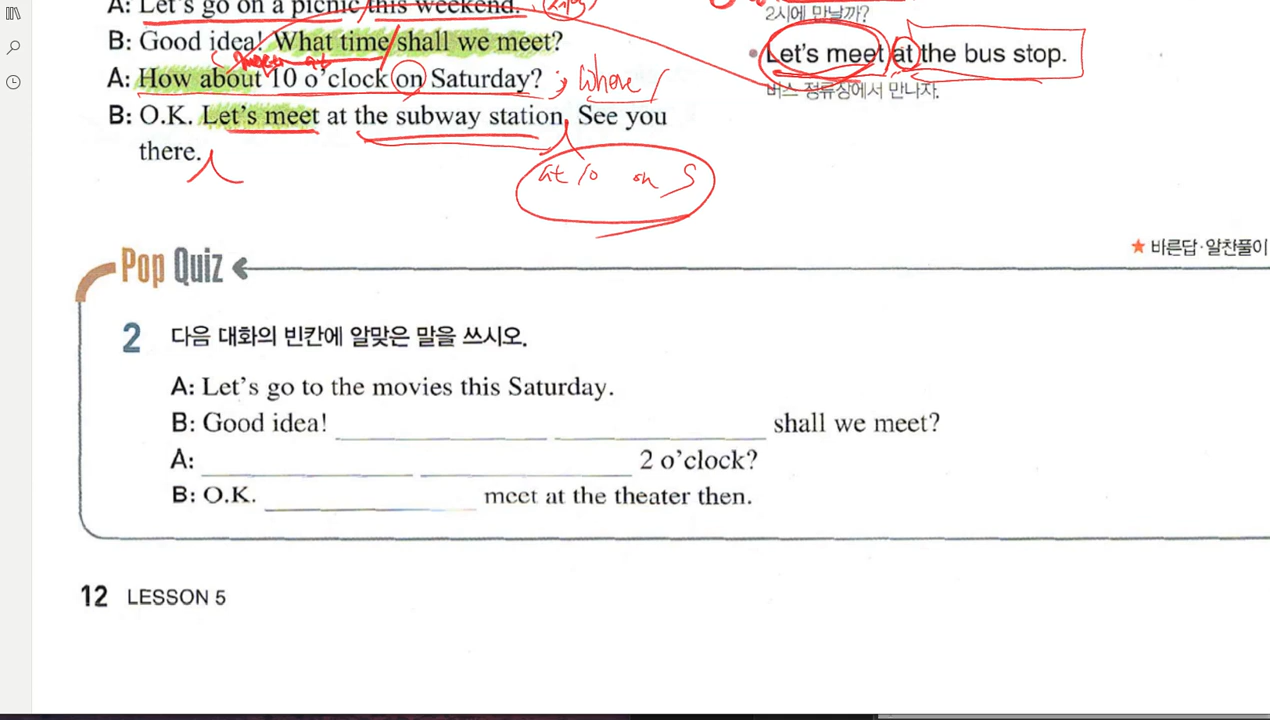 A: Let's go on a picnic this weekend.
B: Good idea! What time shall we meet?
meet at
A: How about 10 o'clock on Saturday? ; Where /
B: O.K. Let's meet at the subway station. See you
there.
at 10 on S
2시에 만날까?
• Let's meet at the bus stop.
버스 정류장에서 만나자.
Pop Quiz
★ 바른답·알찬풀이
2 다음 대화의 빈칸에 알맞은 말을 쓰시오.
A: Let's go to the movies this Saturday.
B: Good idea! shall we meet?
A: 2 o'clock?
B: O.K. meet at the theater then.
12 LESSON 5